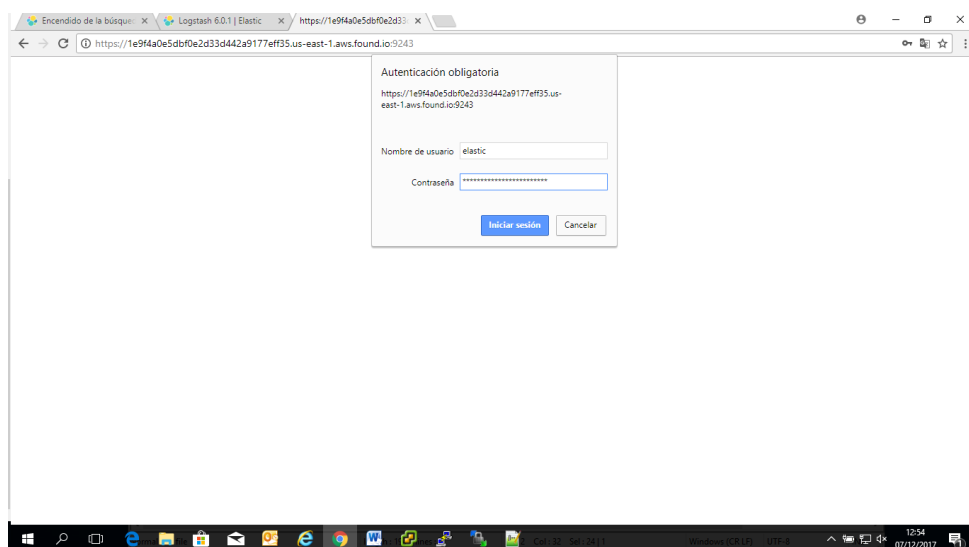 Encendido de la búsque
Logstash 6.0.1 | Elastic
https://1e9f4a0e5dbf0e2d33
https://1e9f4a0e5dbf0e2d33d442a9177eff35.us-east-1.aws.found.io:9243
Autenticación obligatoria
https://1e9f4a0e5dbf0e2d33d442a9177eff35.us-
east-1.aws.found.io:9243
Nombre de usuario elastic
Contraseña ************************
Iniciar sesión Cancelar
Col: 32 Sel: 24 | 1
Windows (CR LF) UTF-8
12:54
07/12/2017